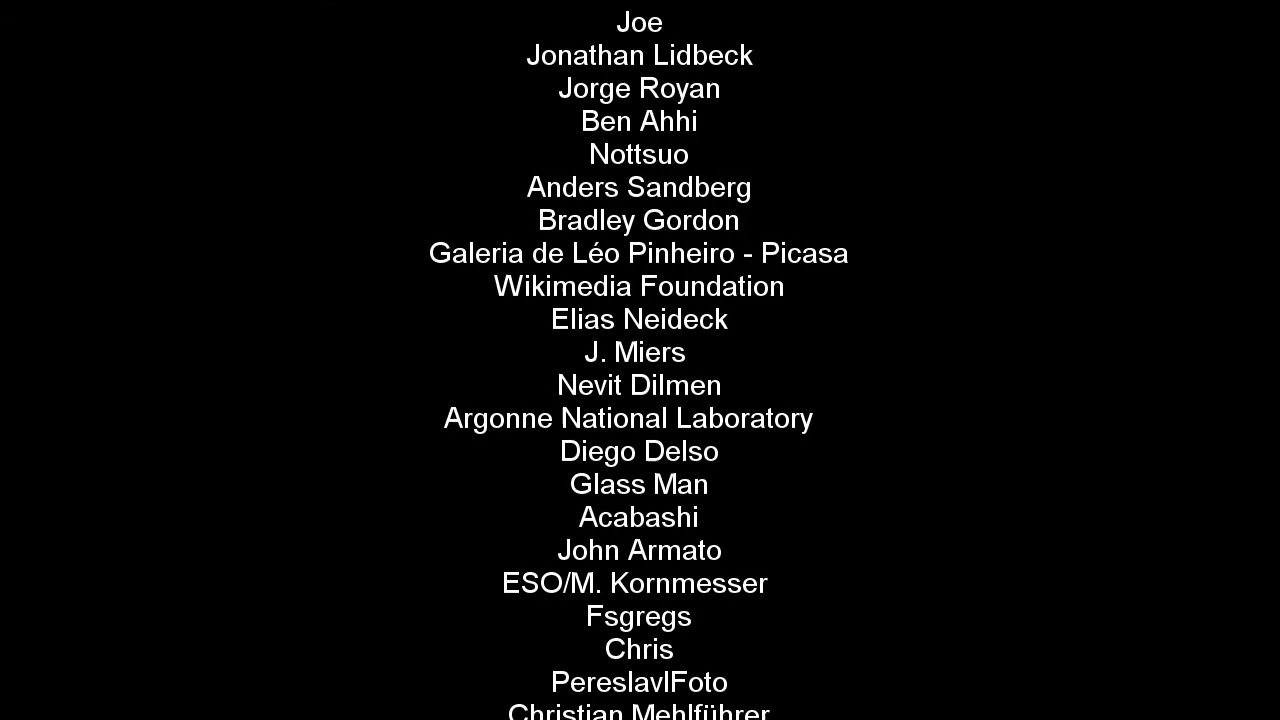 Joe
Jonathan Lidbeck
Jorge Royan
Ben Ahhi
Nottsuo
Anders Sandberg
Bradley Gordon
Galeria de Léo Pinheiro - Picasa
Wikimedia Foundation
Elias Neideck
J. Miers
Nevit Dilmen
Argonne National Laboratory
Diego Delso
Glass Man
Acabashi
John Armato
ESO/M. Kornmesser
Fsgregs
Chris
PereslavlFoto
Christian Mehlführer